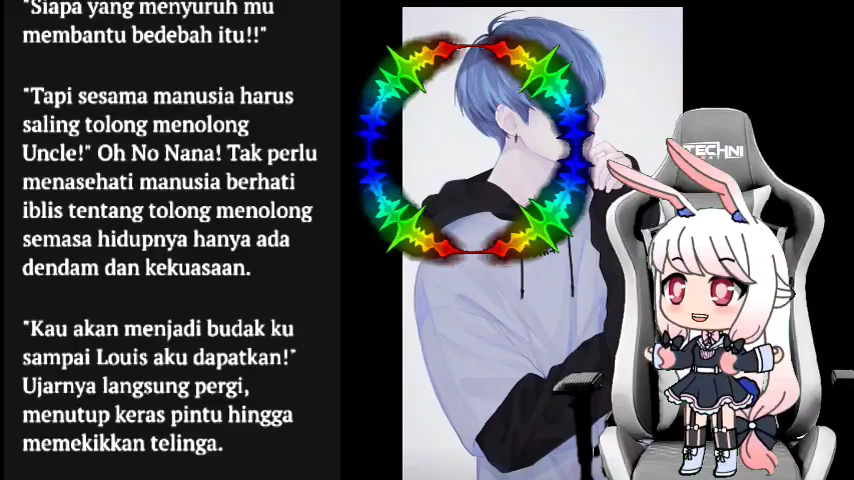 "Siapa yang menyuruh mu
membantu bedebah itu!!"
"Tapi sesama manusia harus
saling tolong menolong
Uncle!" Oh No Nana! Tak perlu
menasehati manusia berhati
iblis tentang tolong menolong
semasa hidupnya hanya ada
dendam dan kekuasaan.
"Kau akan menjadi budak ku
sampai Louis aku dapatkan!"
Ujarnya langsung pergi,
menutup keras pintu hingga
memekikkan telinga.
TECHNI